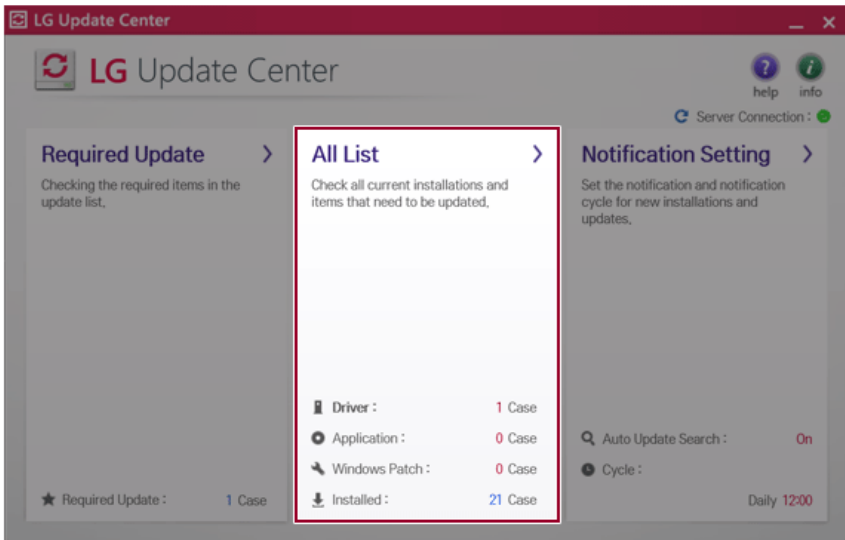 LG Update Center
LG Update Center
help info
Server Connection :
Required Update
Checking the required items in the
update list.
Required Update : 1 Case
All List
Check all current installations and
items that need to be updated.
Driver : 1 Case
Application : 0 Case
Windows Patch : 0 Case
Installed : 21 Case
Notification Setting
Set the notification and notification
cycle for new installations and
updates.
Auto Update Search : On
Cycle :
Daily 12:00